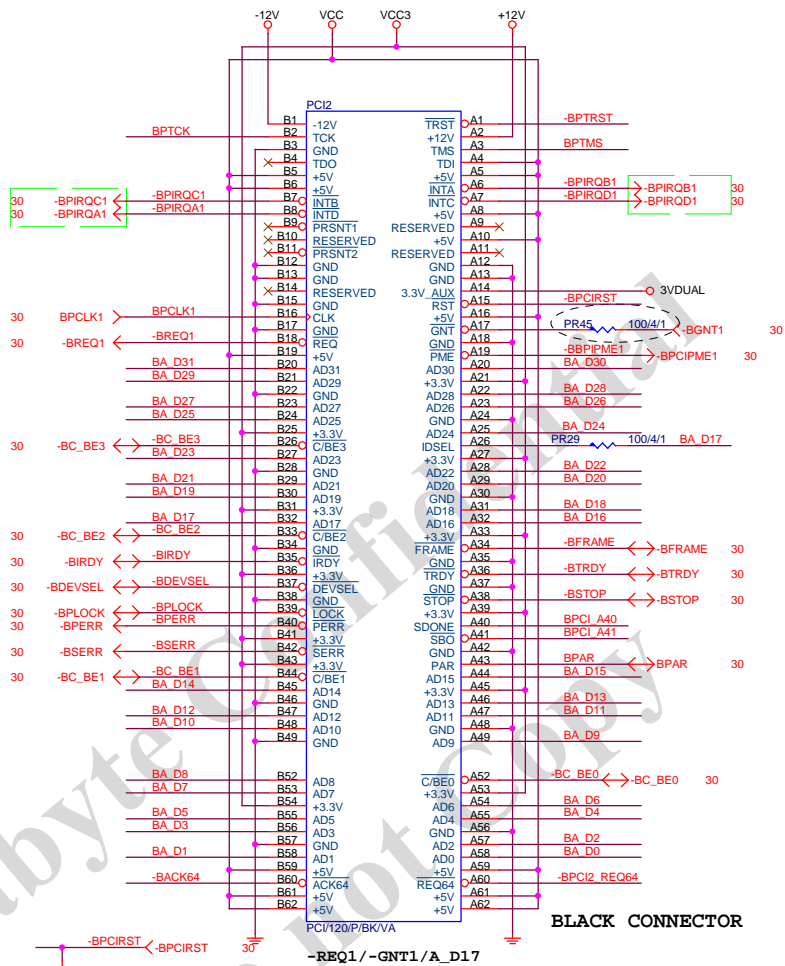 -12V VCC VCC3 +12V
PCI2
B1 -12V TRST A1 -BPTRST
BPTCK B2 TCK +12V A2
B3 GND TMS A3 BPTMS
B4 TDO TDI A4
B5 +5V +5V A5
B6 +5V INTA A6 -BPIRQB1 -BPIRQB1 30
30 -BPIRQC1 -BPIRQC1 B7 INTB INTC A7 -BPIRQD1 -BPIRQD1 30
30 -BPIRQA1 -BPIRQA1 B8 INTD +5V A8
B9 PRSNT1 RESERVED A9
B10 RESERVED +5V A10
B11 PRSNT2 RESERVED A11
B12 GND GND A12
B13 GND GND A13
B14 RESERVED 3.3V_AUX A14 3VDUAL
B15 GND RST A15 -BPCIRST
30 BPCLK1 BPCLK1 B16 CLK +5V A16
B17 GND GNT A17 PR45 100/4/1 -BGNT1 30
30 -BREQ1 -BREQ1 B18 REQ GND A18
B19 +5V PME A19 -BBPIPME1 -BPCIPME1 30
BA_D31 B20 AD31 AD30 A20 BA_D30
BA_D29 B21 AD29 +3.3V A21
B22 GND AD28 A22 BA_D28
BA_D27 B23 AD27 AD26 A23 BA_D26
BA_D25 B24 AD25 GND A24
B25 +3.3V AD24 A25 BA_D24
30 -BC_BE3 -BC_BE3 B26 C/BE3 IDSEL A26 PR29 100/4/1 BA_D17
BA_D23 B27 AD23 +3.3V A27
B28 GND AD22 A28 BA_D22
BA_D21 B29 AD21 AD20 A29 BA_D20
BA_D19 B30 AD19 GND A30
B31 +3.3V AD18 A31 BA_D18
BA_D17 B32 AD17 AD16 A32 BA_D16
30 -BC_BE2 -BC_BE2 B33 C/BE2 +3.3V A33
B34 GND FRAME A34 -BFRAME -BFRAME 30
30 -BIRDY -BIRDY B35 IRDY GND A35
B36 +3.3V TRDY A36 -BTRDY -BTRDY 30
30 -BDEVSEL -BDEVSEL B37 DEVSEL GND A37
B38 GND STOP A38 -BSTOP -BSTOP 30
30 -BPLOCK -BPLOCK B39 LOCK +3.3V A39
30 -BPERR -BPERR B40 PERR SDONE A40 BPCI_A40
B41 +3.3V SBO A41 BPCI_A41
30 -BSERR -BSERR B42 SERR GND A42
B43 +3.3V PAR A43 BPAR BPAR 30
30 -BC_BE1 -BC_BE1 B44 C/BE1 AD15 A44 BA_D15
BA_D14 B45 AD14 +3.3V A45
B46 GND AD13 A46 BA_D13
BA_D12 B47 AD12 AD11 A47 BA_D11
BA_D10 B48 AD10 GND A48
B49 GND AD9 A49 BA_D9
BA_D8 B52 AD8 C/BE0 A52 -BC_BE0 -BC_BE0 30
BA_D7 B53 AD7 +3.3V A53
B54 +3.3V AD6 A54 BA_D6
BA_D5 B55 AD5 AD4 A55 BA_D4
BA_D3 B56 AD3 GND A56
B57 GND AD2 A57 BA_D2
BA_D1 B58 AD1 AD0 A58 BA_D0
B59 +5V +5V A59
-BACK64 B60 ACK64 REQ64 A60 -BPCI2_REQ64
B61 +5V +5V A61
B62 +5V +5V A62
PCI/120/P/BK/VA
BLACK CONNECTOR
-BPCIRST -BPCIRST 30
-REQ1/-GNT1/A_D17
Confidential
not Copy